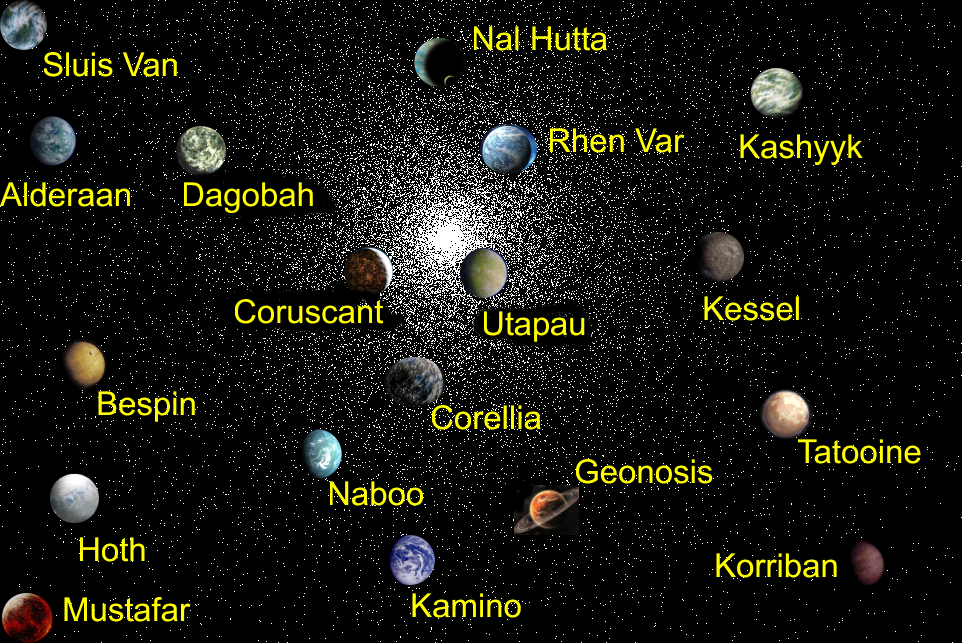 Nal Hutta
Sluis Van
Rhen Var
Kashyyk
Alderaan
Dagobah
Coruscant
Utapau
Kessel
Bespin
Corellia
Tatooine
Geonosis
Naboo
Hoth
Korriban
Mustafar
Kamino